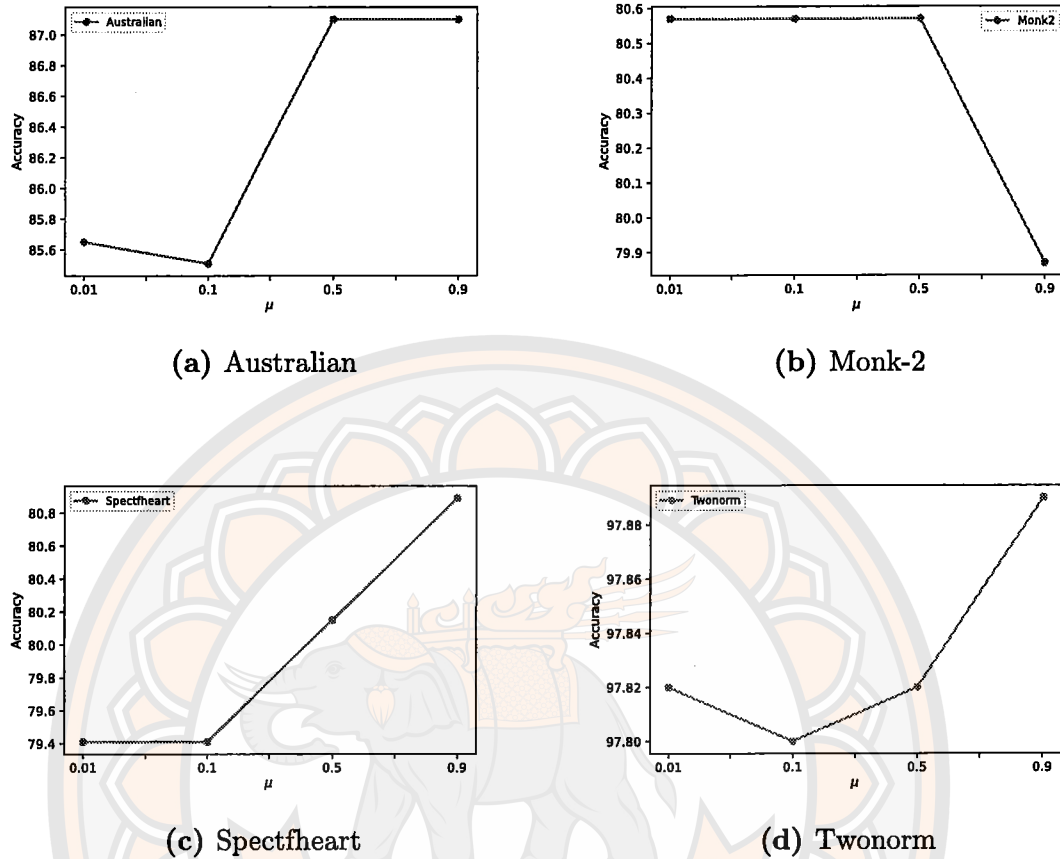 Australian
87.0
86.8
86.6
86.4
86.2
86.0
85.8
85.6
Accuracy
0.01 0.1 0.5 0.9
μ
(a) Australian
Monk2
80.6
80.5
80.4
80.3
80.2
80.1
80.0
79.9
Accuracy
0.01 0.1 0.5 0.9
μ
(b) Monk-2
Spectfheart
80.8
80.6
80.4
80.2
80.0
79.8
79.6
79.4
Accuracy
0.01 0.1 0.5 0.9
μ
(c) Spectfheart
Twonorm
97.88
97.86
97.84
97.82
97.80
Accuracy
0.01 0.1 0.5 0.9
μ
(d) Twonorm